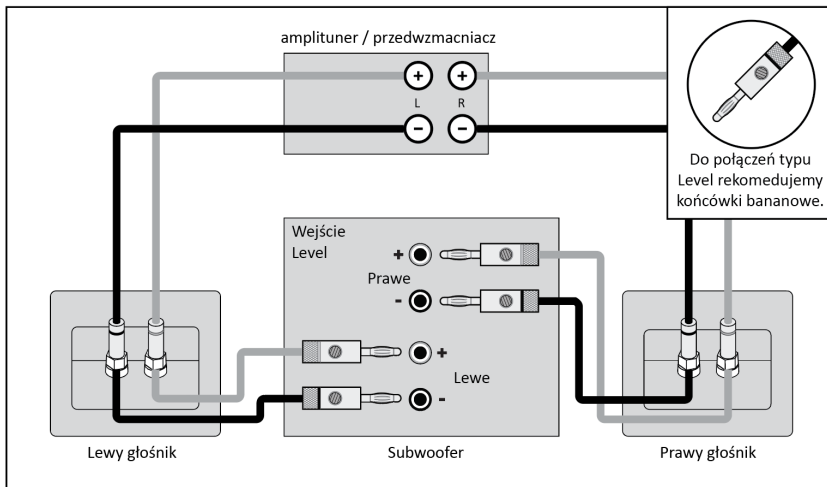 amplituner / przedwzmacniacz
+ +
L R
- -
Do połączeń typu
Level rekomedujemy
końcówki bananowe.
Wejście
Level
+
Prawe
-
+
Lewe
-
Lewy głośnik
Subwoofer
Prawy głośnik